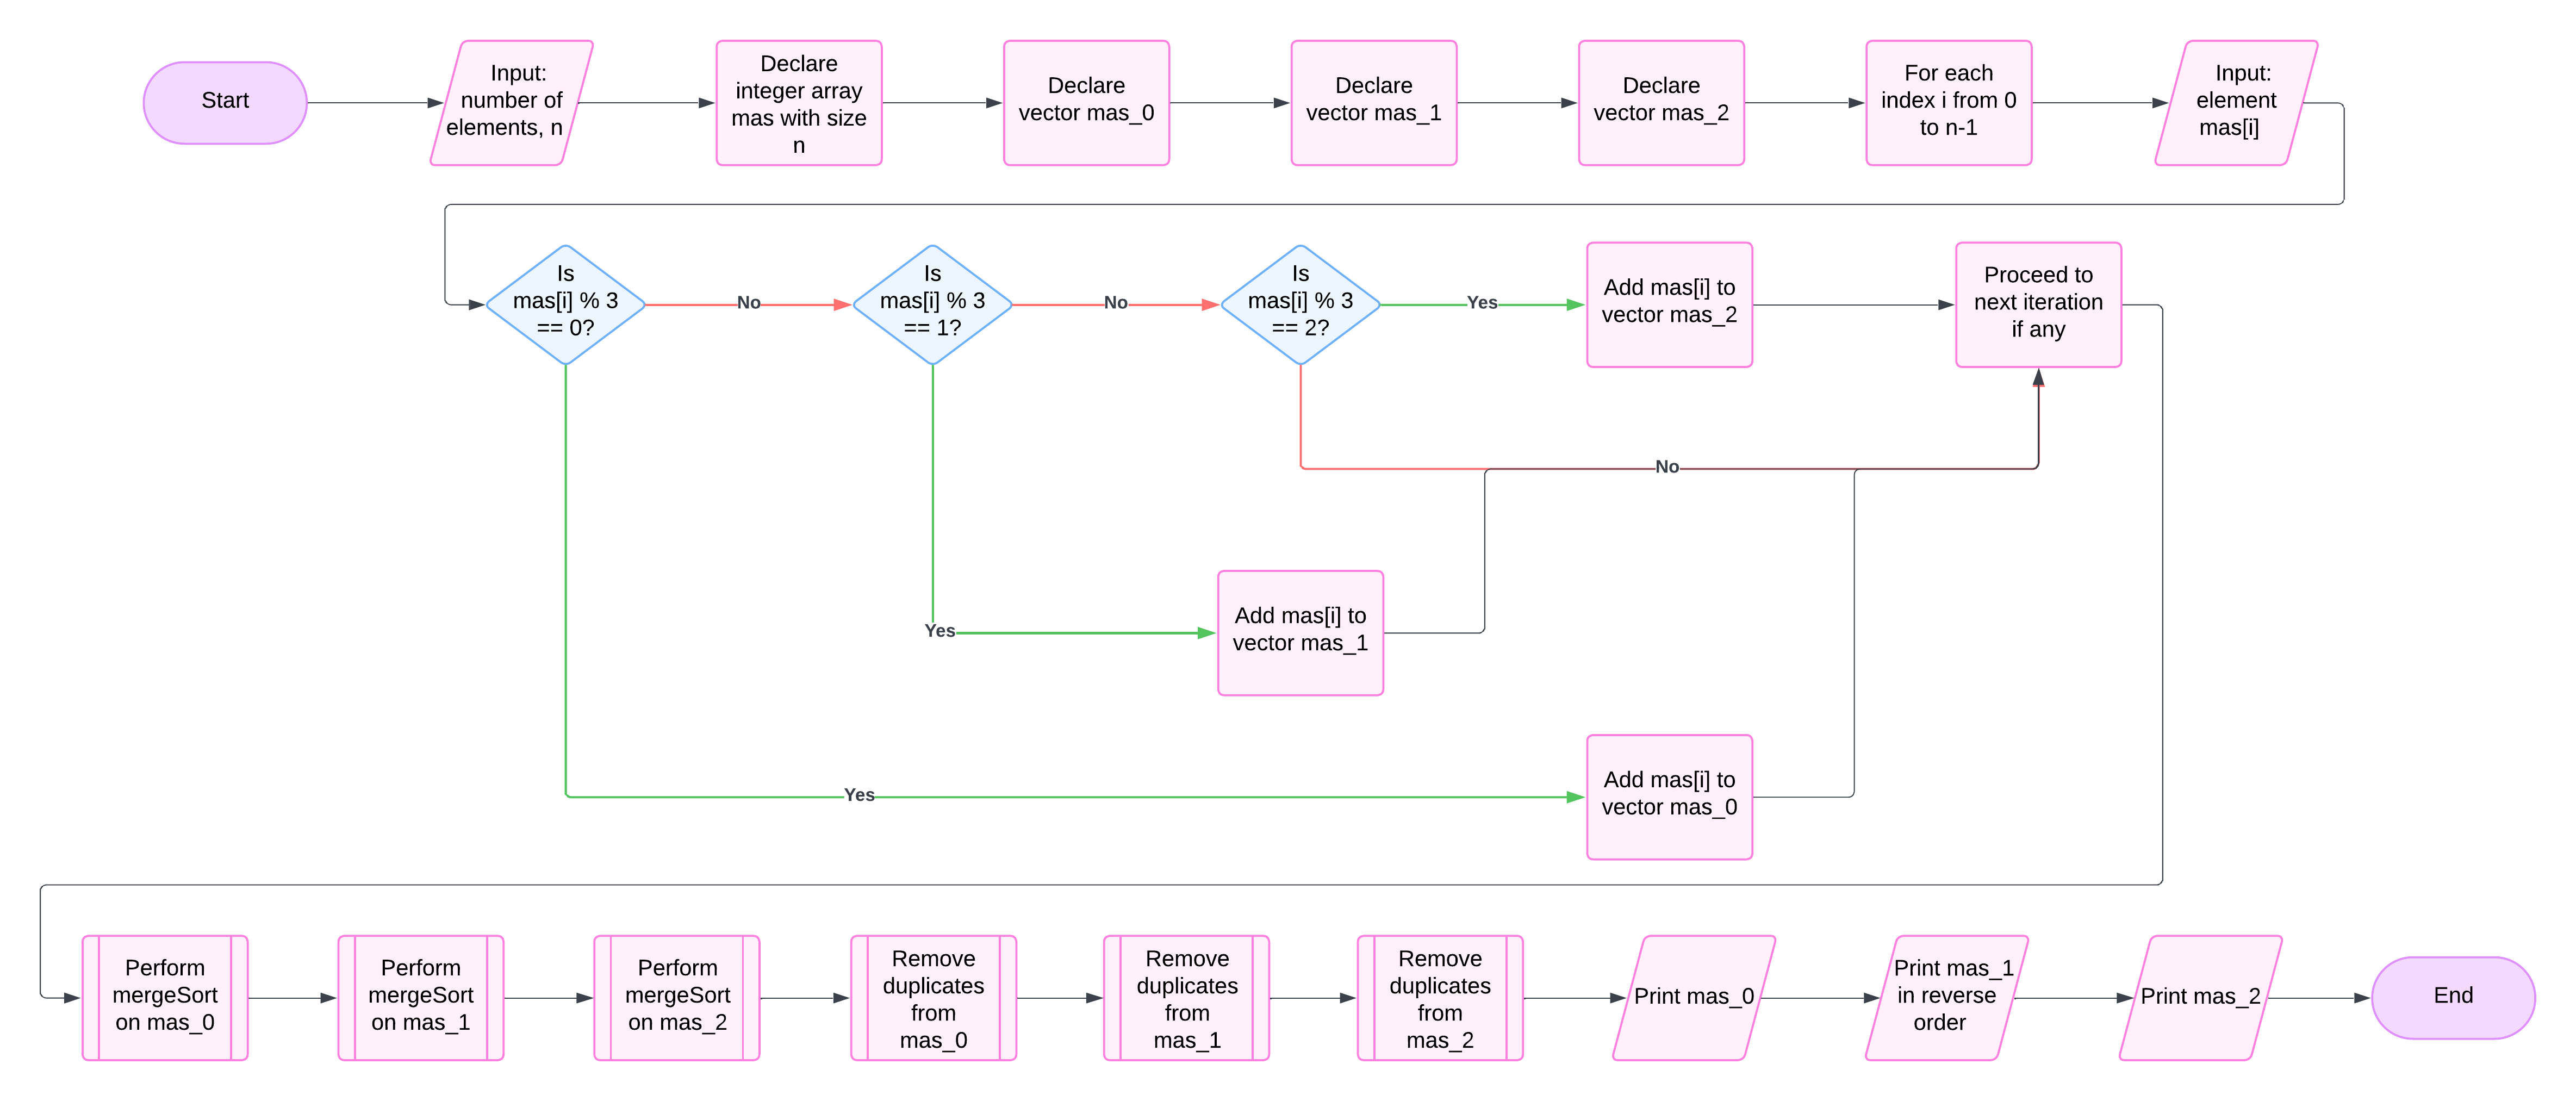 Start
Input:
number of
elements, n
Declare
integer array
mas with size
n
Declare
vector mas_0
Declare
vector mas_1
Declare
vector mas_2
For each
index i from 0
to n-1
Input:
element
mas[i]
Is
mas[i] % 3
== 0?
No
Is
mas[i] % 3
== 1?
No
Is
mas[i] % 3
== 2?
Yes
Add mas[i] to
vector mas_2
Proceed to
next iteration
if any
No
Yes
Add mas[i] to
vector mas_1
Yes
Add mas[i] to
vector mas_0
Perform
mergeSort
on mas_0
Perform
mergeSort
on mas_1
Perform
mergeSort
on mas_2
Remove
duplicates
from
mas_0
Remove
duplicates
from
mas_1
Remove
duplicates
from
mas_2
Print mas_0
Print mas_1
in reverse
order
Print mas_2
End